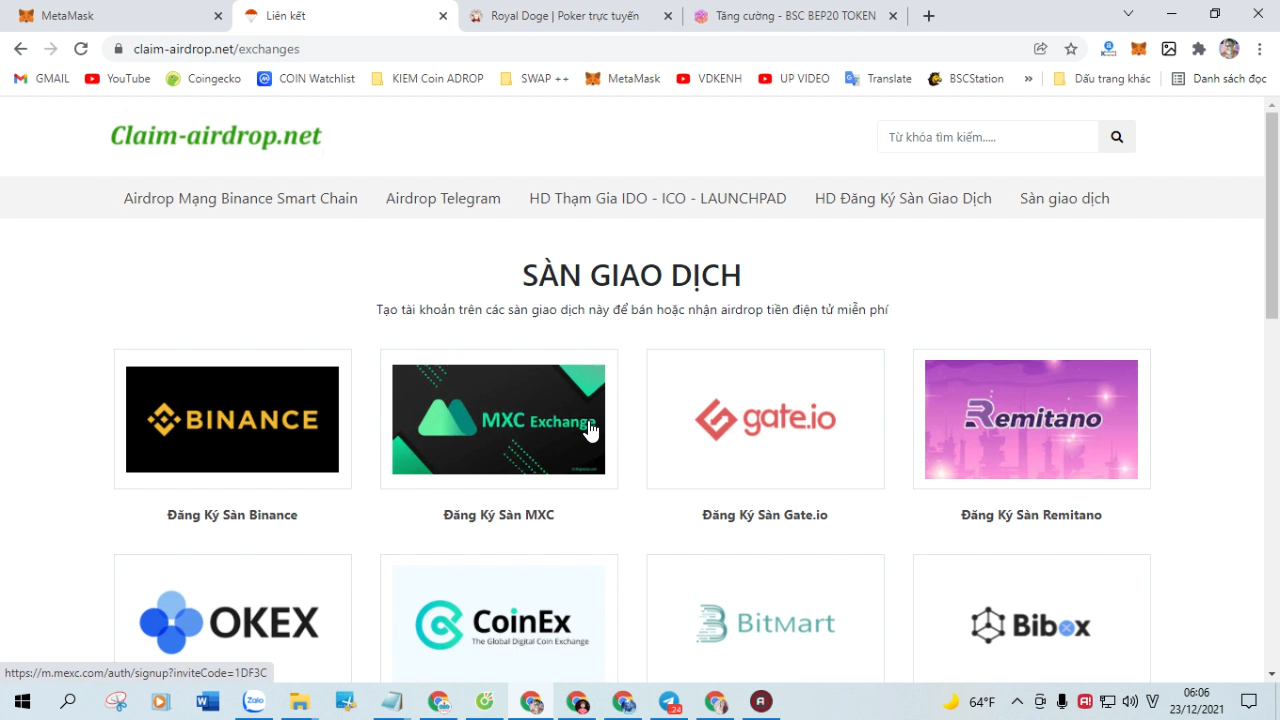 MetaMask
Liên kết
Royal Doge | Poker trực tuyến
Tăng cường - BSC BEP20 TOKEN
claim-airdrop.net/exchanges
GMAIL
YouTube
Coingecko
COIN Watchlist
KIEM Coin ADROP
SWAP ++
MetaMask
VDKENH
UP VIDEO
Translate
BSCStation
»
Dấu trang khác
Danh sách đọc
Claim-airdrop.net
Từ khóa tìm kiếm.....
Airdrop Mạng Binance Smart Chain
Airdrop Telegram
HD Thạm Gia IDO - ICO - LAUNCHPAD
HD Đăng Ký Sàn Giao Dịch
Sàn giao dịch
SÀN GIAO DỊCH
Tạo tài khoản trên các sàn giao dịch này để bán hoặc nhận airdrop tiền điện tử miễn phí
BINANCE
MXC Exchange
gate.io
Remitano
Đăng Ký Sàn Binance
Đăng Ký Sàn MXC
Đăng Ký Sàn Gate.io
Đăng Ký Sàn Remitano
OKEX
CoinEx
The Global Digital Coin Exchange
BitMart
Bibox
https://m.mexc.com/auth/signup?inviteCode=1DF3C
Zalo
24
64°F
06:06
23/12/2021